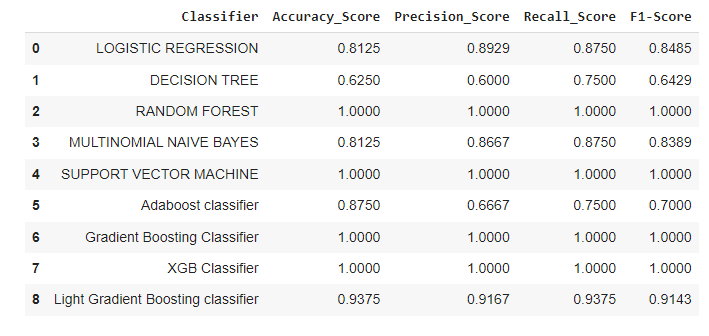 Classifier Accuracy_Score Precision_Score Recall_Score F1-Score
0 LOGISTIC REGRESSION 0.8125 0.8929 0.8750 0.8485
1 DECISION TREE 0.6250 0.6000 0.7500 0.6429
2 RANDOM FOREST 1.0000 1.0000 1.0000 1.0000
3 MULTINOMIAL NAIVE BAYES 0.8125 0.8667 0.8750 0.8389
4 SUPPORT VECTOR MACHINE 1.0000 1.0000 1.0000 1.0000
5 Adaboost classifier 0.8750 0.6667 0.7500 0.7000
6 Gradient Boosting Classifier 1.0000 1.0000 1.0000 1.0000
7 XGB Classifier 1.0000 1.0000 1.0000 1.0000
8 Light Gradient Boosting classifier 0.9375 0.9167 0.9375 0.9143